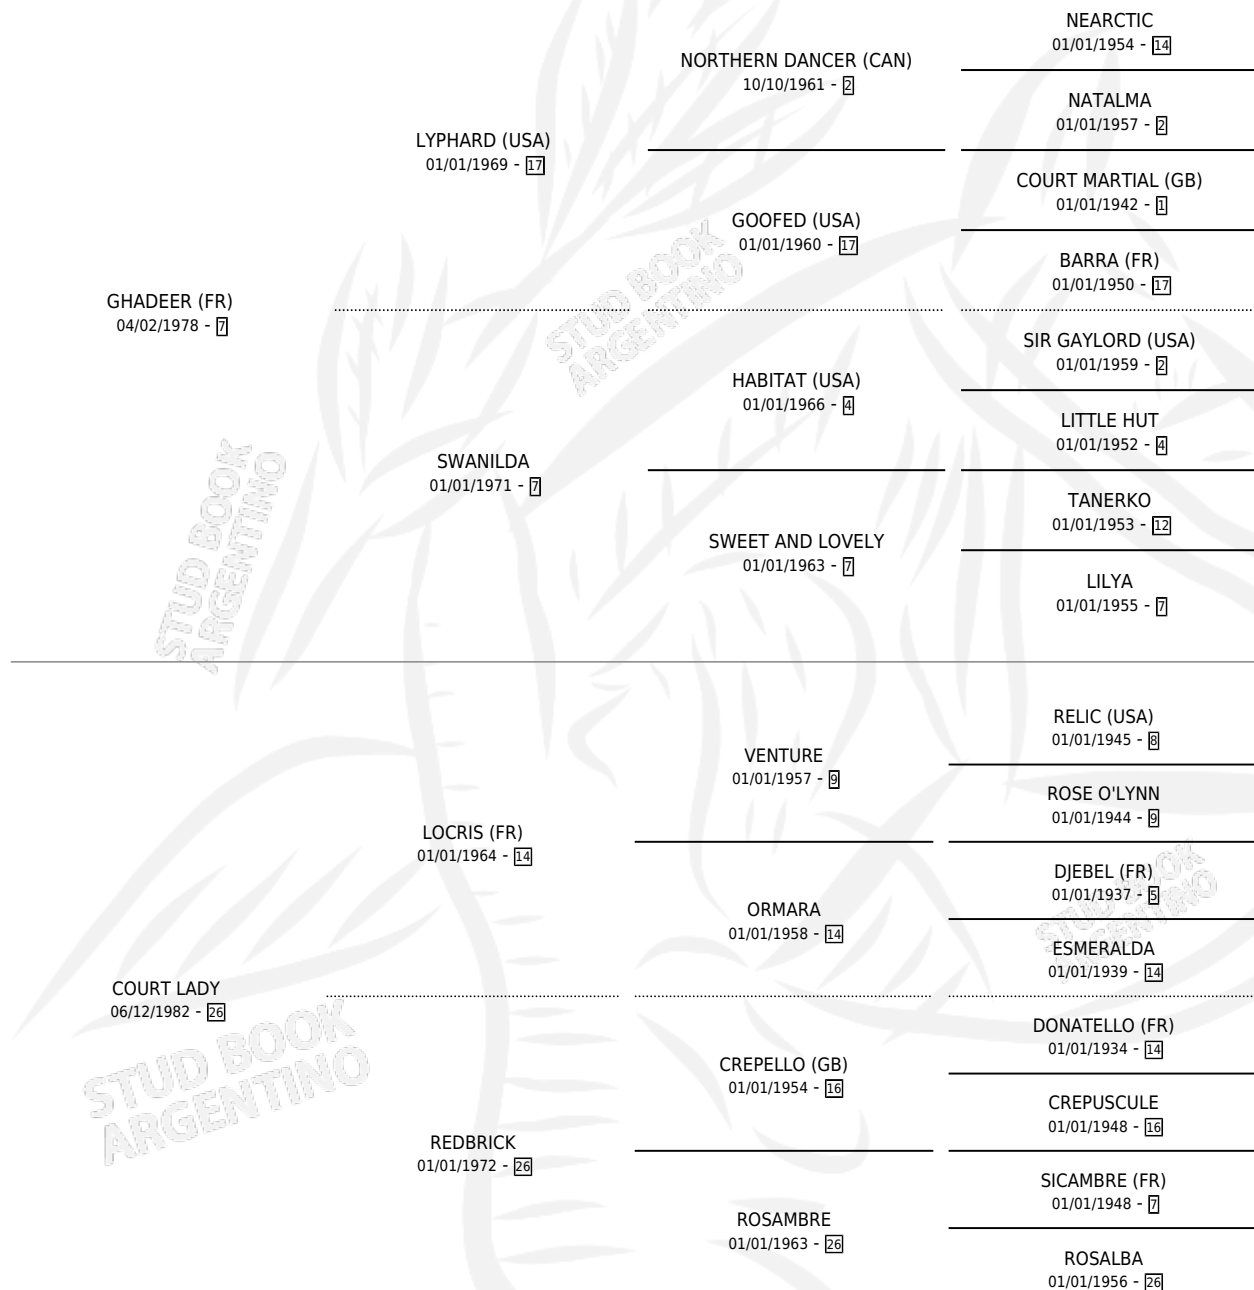 NEARCTIC
01/01/1954 - 14
NORTHERN DANCER (CAN)
10/10/1961 - 2
NATALMA
01/01/1957 - 2
LYPHARD (USA)
01/01/1969 - 17
COURT MARTIAL (GB)
01/01/1942 - 1
GOOFED (USA)
01/01/1960 - 17
BARRA (FR)
01/01/1950 - 17
GHADEER (FR)
04/02/1978 - 7
SIR GAYLORD (USA)
01/01/1959 - 2
HABITAT (USA)
01/01/1966 - 4
LITTLE HUT
01/01/1952 - 4
SWANILDA
01/01/1971 - 7
TANERKO
01/01/1953 - 12
SWEET AND LOVELY
01/01/1963 - 7
LILYA
01/01/1955 - 7
RELIC (USA)
01/01/1945 - 8
VENTURE
01/01/1957 - 9
ROSE O'LYNN
01/01/1944 - 9
LOCRIS (FR)
01/01/1964 - 14
DJEBEL (FR)
01/01/1937 - 5
ORMARA
01/01/1958 - 14
ESMERALDA
01/01/1939 - 14
COURT LADY
06/12/1982 - 26
DONATELLO (FR)
01/01/1934 - 14
CREPELLO (GB)
01/01/1954 - 16
CREPUSCULE
01/01/1948 - 16
REDBRICK
01/01/1972 - 26
SICAMBRE (FR)
01/01/1948 - 7
ROSAMBRE
01/01/1963 - 26
ROSALBA
01/01/1956 - 26
STUD BOOK
ARGENTINO
STUD BOOK
ARGENTINO
STUD BOOK
ARGENTINO
STUD BOOK
ARGENTINO